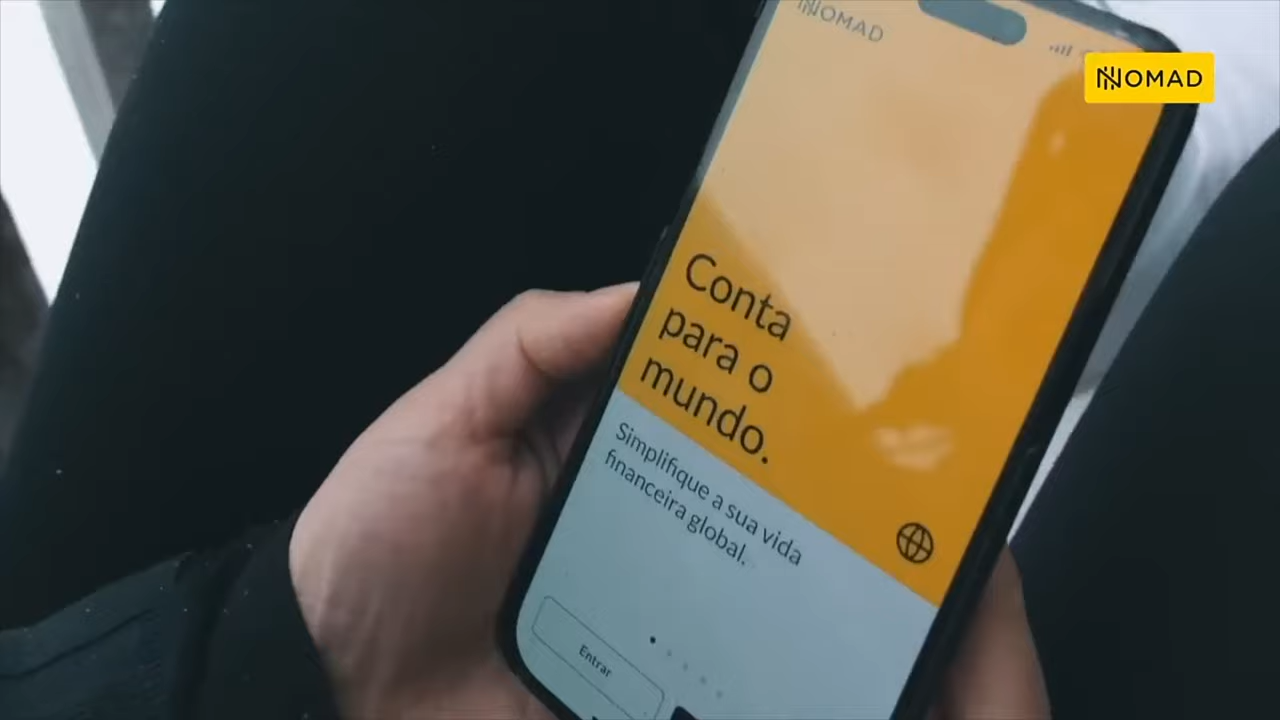 NOMAD
NOMAD
Conta
para o
mundo.
Simplifique a sua vida
financeira global.
Entrar